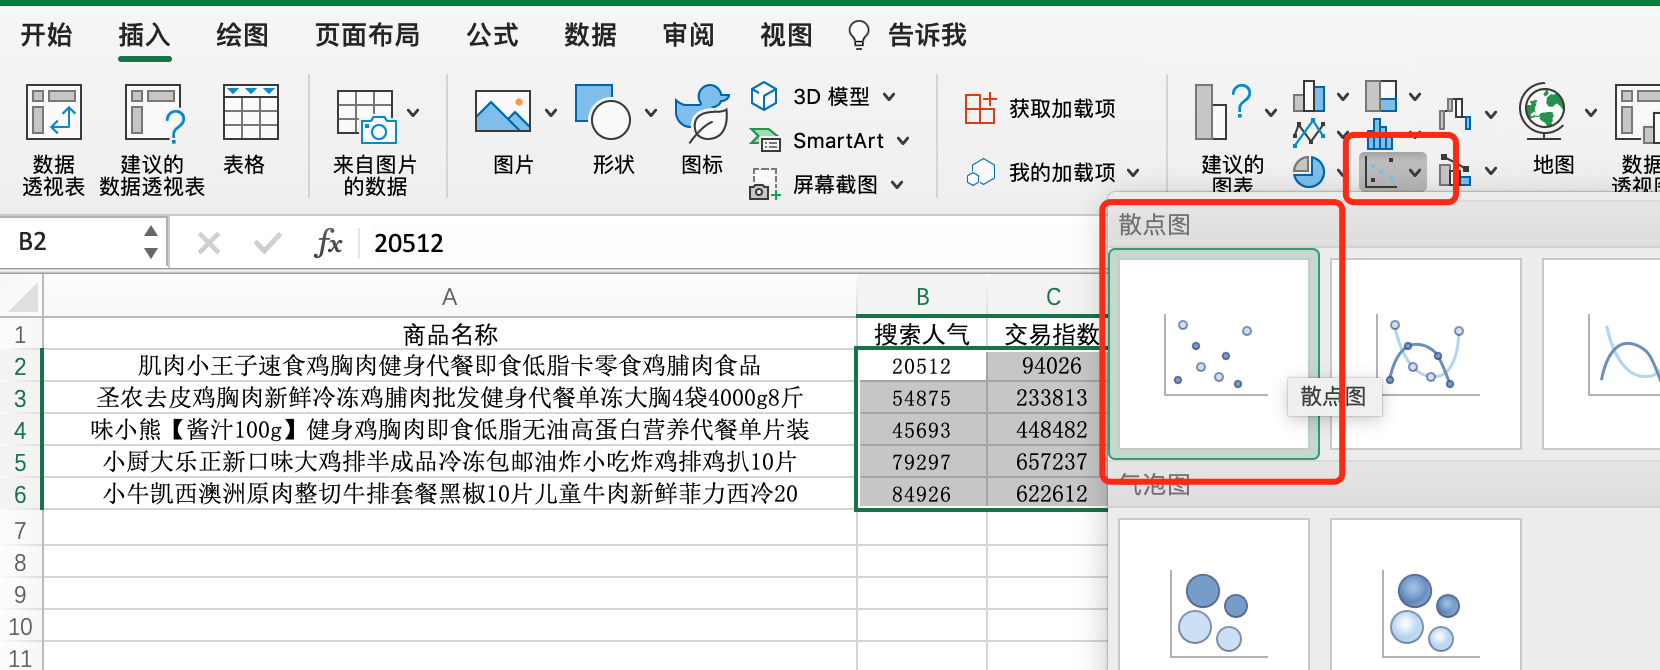 开始 插入 绘图 页面布局 公式 数据 审阅 视图 告诉我
数据
透视表
建议的
数据透视表
表格
来自图片
的数据
图片
形状
图标
3D 模型
SmartArt
屏幕截图
获取加载项
我的加载项
建议的
图表
地图
数据
B2 fx 20512
散点图
散点图
气泡图
A B C
1 商品名称 搜索人气 交易指数
2 肌肉小王子速食鸡胸肉健身代餐即食低脂卡零食鸡脯肉食品 20512 94026
3 圣农去皮鸡胸肉新鲜冷冻鸡脯肉批发健身代餐单冻大胸4袋4000g8斤 54875 233813
4 味小熊【酱汁100g】健身鸡胸肉即食低脂无油高蛋白营养代餐单片装 45693 448482
5 小厨大乐正新口味大鸡排半成品冷冻包邮油炸小吃炸鸡排鸡扒10片 79297 657237
6 小牛凯西澳洲原肉整切牛排套餐黑椒10片儿童牛肉新鲜菲力西冷20 84926 622612
7
8
9
10
11